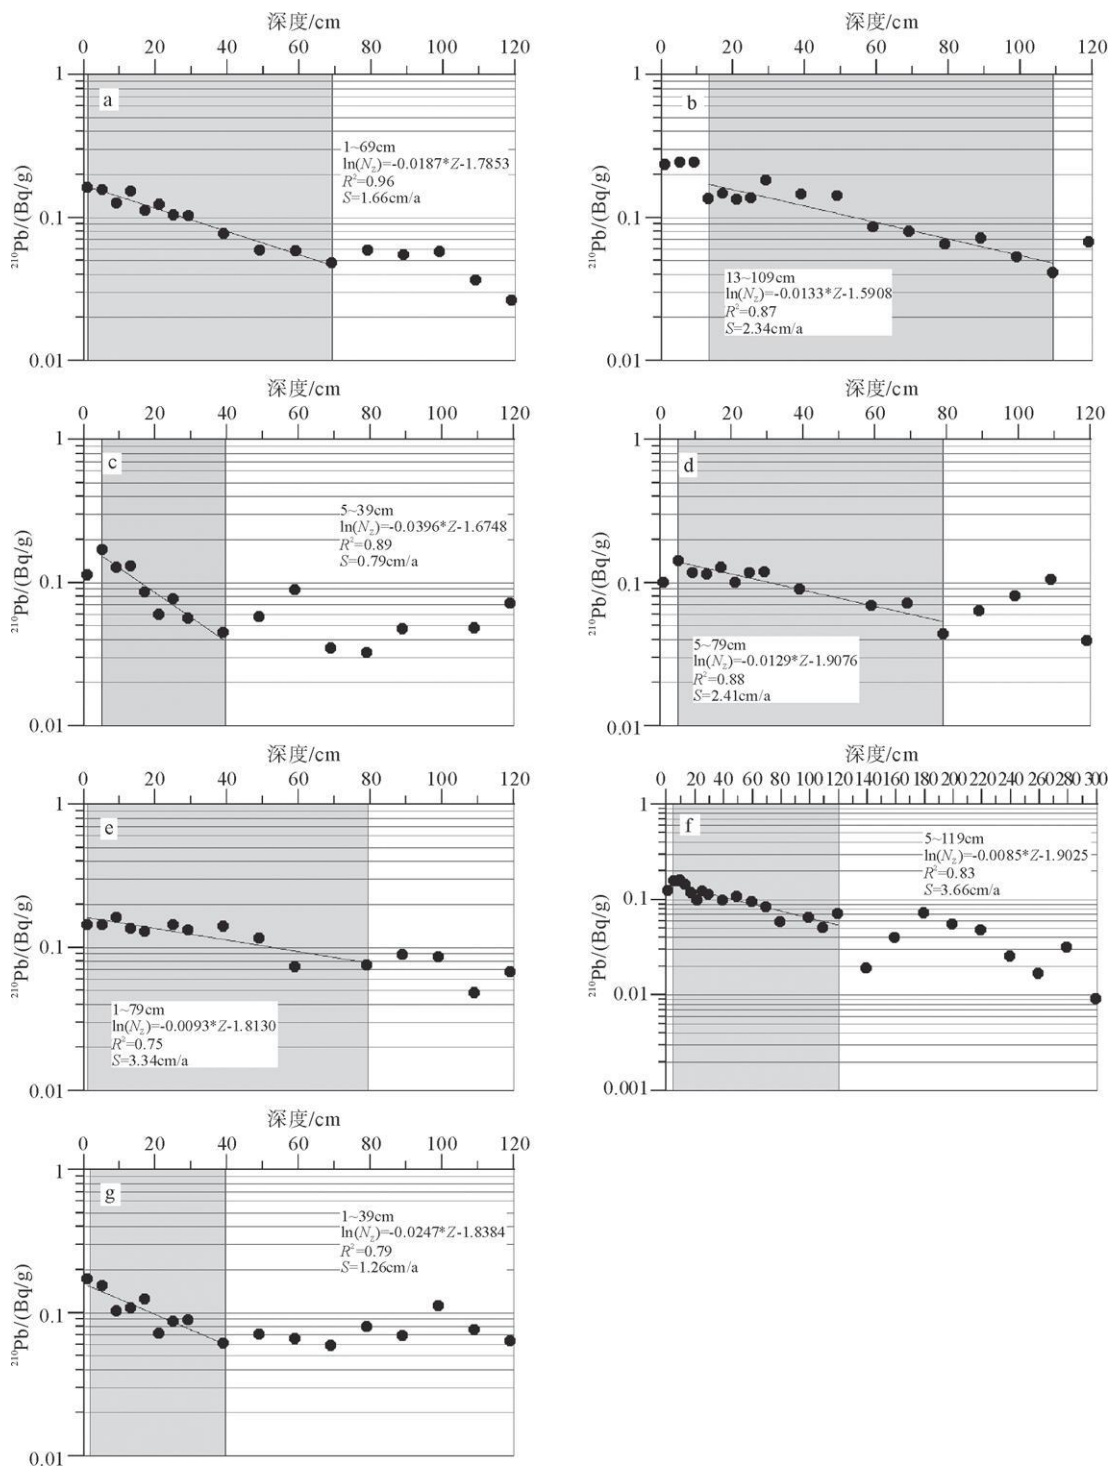 深度/cm
0 20 40 60 80 100 120
1
a
1~69cm
ln(N_z)=-0.0187*Z-1.7853
R²=0.96
S=1.66cm/a
0.1
0.01
²¹⁰Pb/(Bq/g)
深度/cm
0 20 40 60 80 100 120
1
b
0.1
13~109cm
ln(N_z)=-0.0133*Z-1.5908
R²=0.87
S=2.34cm/a
0.01
²¹⁰Pb/(Bq/g)
深度/cm
0 20 40 60 80 100 120
1
c
5~39cm
ln(N_z)=-0.0396*Z-1.6748
R²=0.89
S=0.79cm/a
0.1
0.01
²¹⁰Pb/(Bq/g)
深度/cm
0 20 40 60 80 100 120
1
d
0.1
5~79cm
ln(N_z)=-0.0129*Z-1.9076
R²=0.88
S=2.41cm/a
0.01
²¹⁰Pb/(Bq/g)
深度/cm
0 20 40 60 80 100 120
1
e
0.1
1~79cm
ln(N_z)=-0.0093*Z-1.8130
R²=0.75
S=3.34cm/a
0.01
²¹⁰Pb/(Bq/g)
深度/cm
0 20 40 60 80 100 120 140 160 180 200 220 240 260 280 300
1
f
5~119cm
ln(N_z)=-0.0085*Z-1.9025
R²=0.83
S=3.66cm/a
0.1
0.01
0.001
²¹⁰Pb/(Bq/g)
深度/cm
0 20 40 60 80 100 120
1
g
1~39cm
ln(N_z)=-0.0247*Z-1.8384
R²=0.79
S=1.26cm/a
0.1
0.01
²¹⁰Pb/(Bq/g)